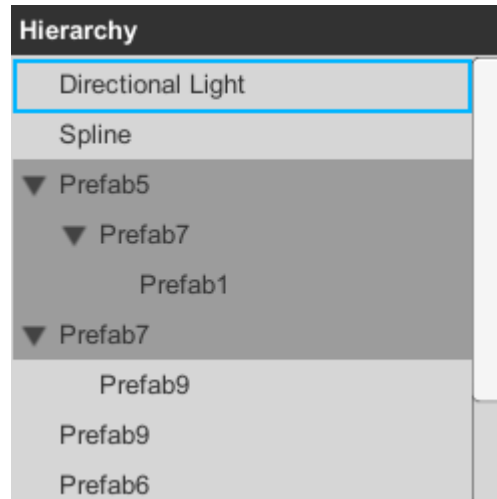 Hierarchy
Directional Light
Spline
Prefab5
Prefab7
Prefab1
Prefab7
Prefab9
Prefab9
Prefab6